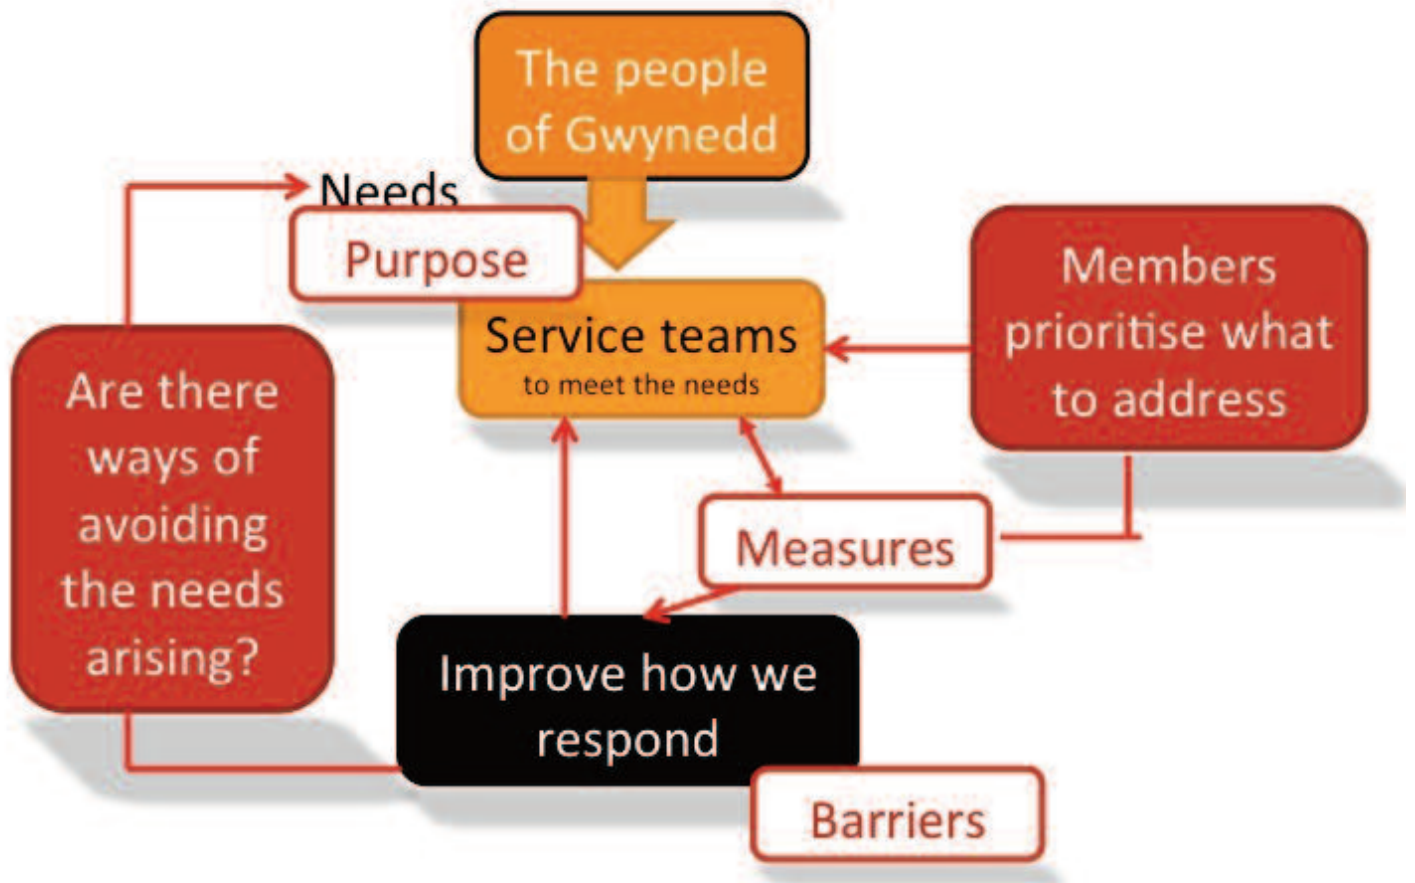 The people
of Gwynedd
Needs
Purpose
Service teams
to meet the needs
Members
prioritise what
to address
Are there
ways of
avoiding
the needs
arising?
Measures
Improve how we
respond
Barriers